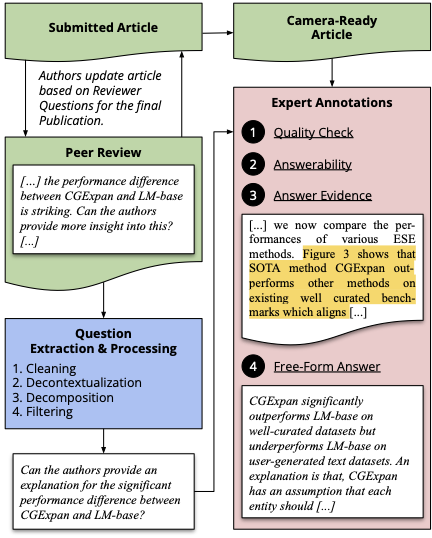 Submitted Article
Camera-Ready
Article
Authors update article
based on Reviewer
Questions for the final
Publication.
Peer Review
[...] the performance difference
between CGExpan and LM-base
is striking. Can the authors
provide more insight into this?
[...]
Question
Extraction & Processing
1. Cleaning
2. Decontextualization
3. Decomposition
4. Filtering
Can the authors provide an
explanation for the significant
performance difference between
CGExpan and LM-base?
Expert Annotations
1 Quality Check
2 Answerability
3 Answer Evidence
[...] we now compare the per-
formances of various ESE
methods. Figure 3 shows that
SOTA method CGExpan out-
performs other methods on
existing well curated bench-
marks which aligns [...]
4 Free-Form Answer
CGExpan significantly
outperforms LM-base on
well-curated datasets but
underperforms LM-base on
user-generated text datasets. An
explanation is that, CGExpan
has an assumption that each
entity should [...]